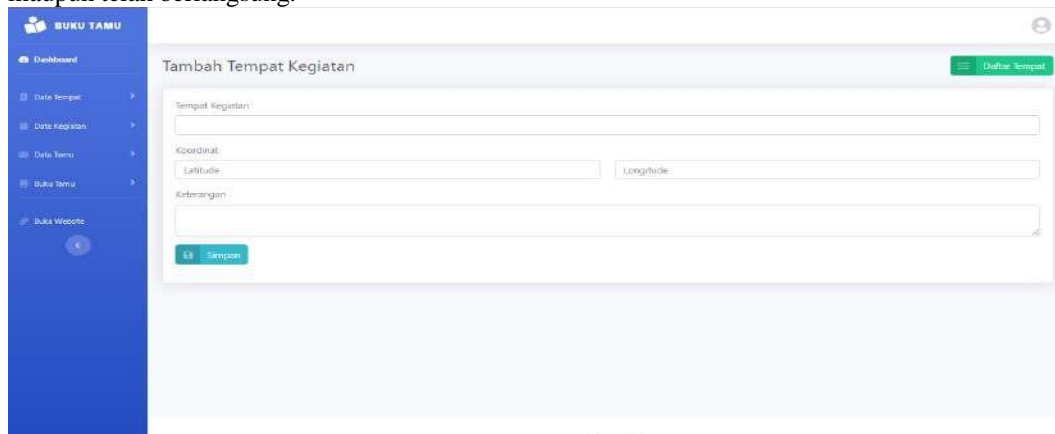 maupun telah berlangsung.
BUKU TAMU
Dashboard
Tambah Tempat Kegiatan
Daftar Tempat
Data Tempat
Tempat Kegiatan
Data Kegiatan
Koordinat
Data Tamu
Latitude
Longitude
Buku Tamu
Keterangan
Buka Website
Simpan